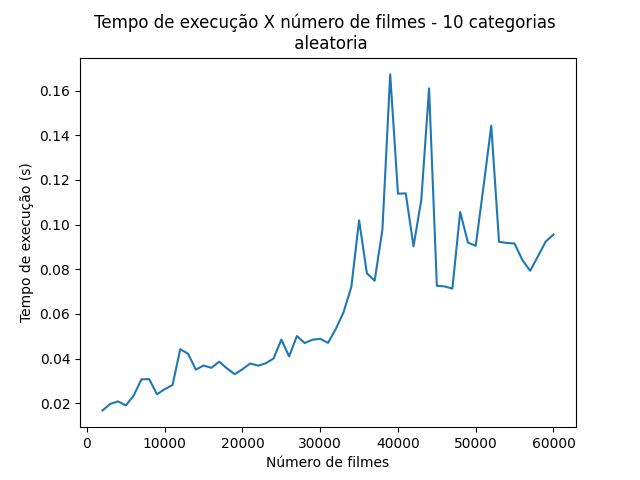 Tempo de execução X número de filmes - 10 categorias
aleatoria
0.16
0.14
0.12
0.10
0.08
0.06
0.04
0.02
Tempo de execução (s)
0 10000 20000 30000 40000 50000 60000
Número de filmes